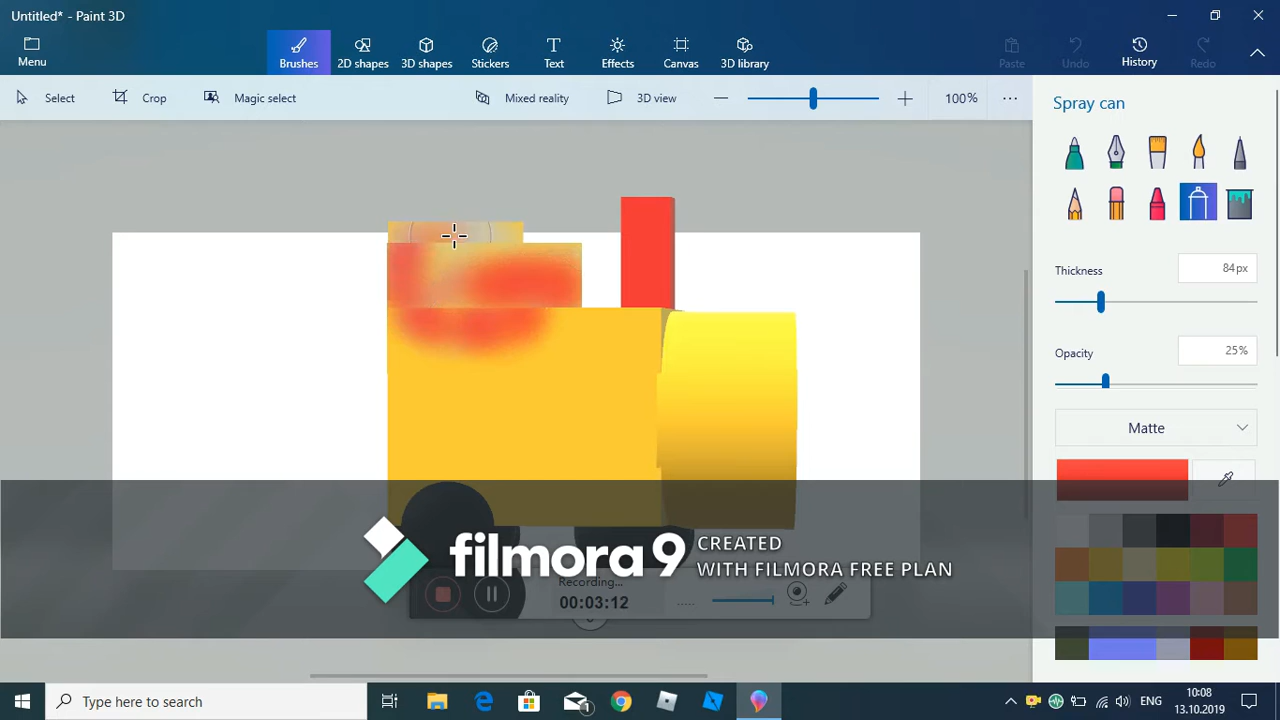 Untitled* - Paint 3D
Menu
Brushes
2D shapes
3D shapes
Stickers
Text
Effects
Canvas
3D library
Paste
Undo
History
Redo
Select
Crop
Magic select
Mixed reality
3D view
100%
Spray can
Thickness
84px
Opacity
25%
Matte
filmora9
CREATED
WITH FILMORA FREE PLAN
Recording...
00:03:12
Type here to search
1
ENG
10:08
13.10.2019